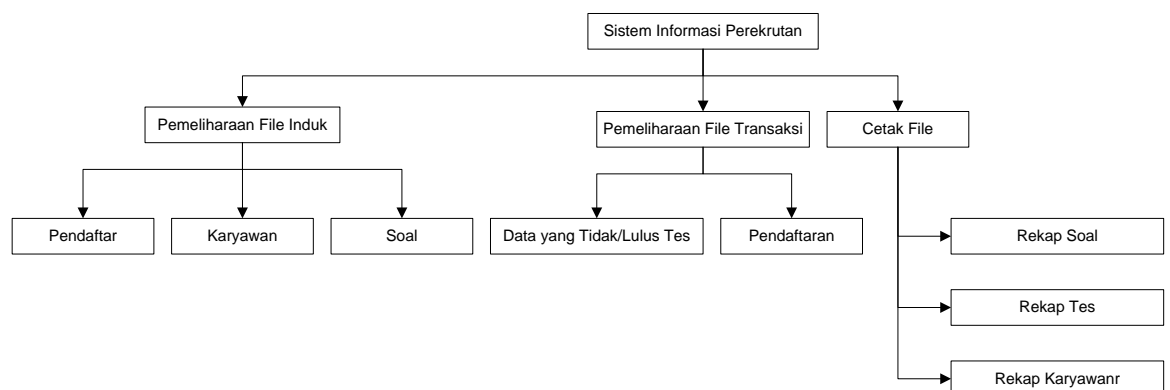 Sistem Informasi Perekrutan
Pemeliharaan File Induk
Pemeliharaan File Transaksi
Cetak File
Pendaftar
Karyawan
Soal
Data yang Tidak/Lulus Tes
Pendaftaran
Rekap Soal
Rekap Tes
Rekap Karyawanr